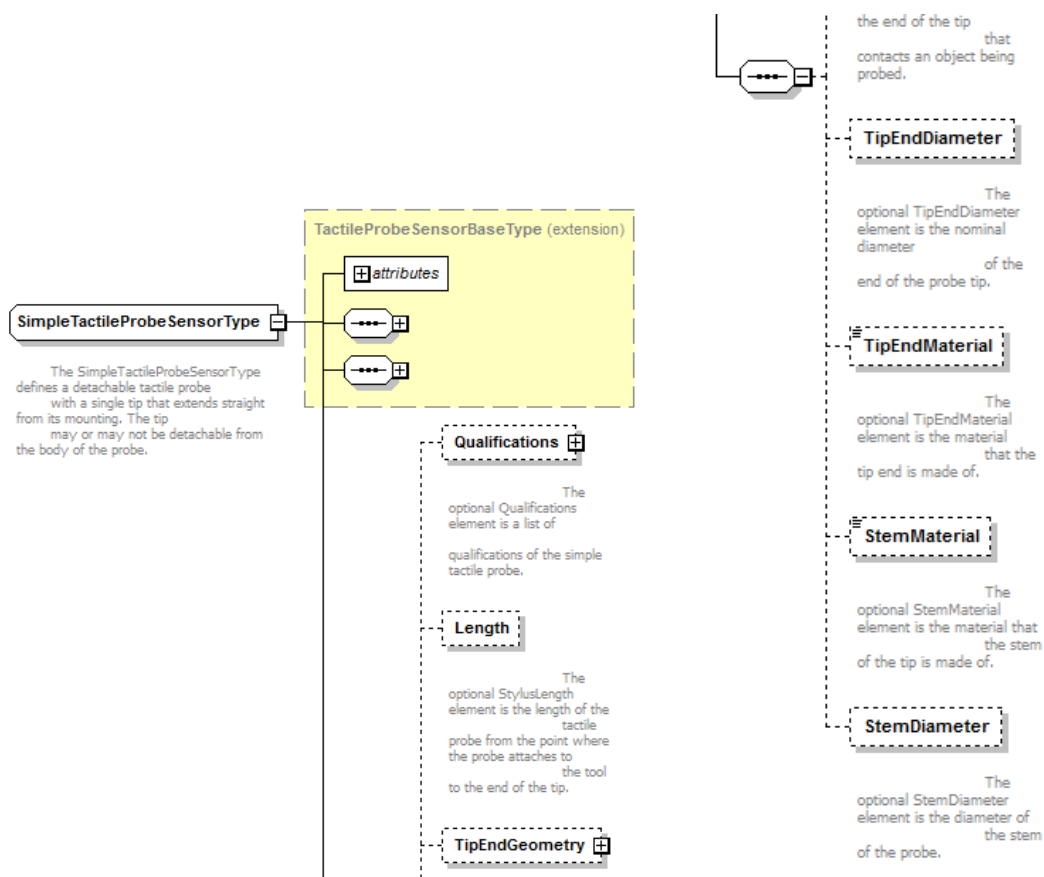 TactileProbeSensorBaseType (extension)
attributes
SimpleTactileProbeSensorType
The SimpleTactileProbeSensorType
defines a detachable tactile probe
with a single tip that extends straight
from its mounting. The tip
may or may not be detachable from
the body of the probe.
Qualifications
The
optional Qualifications
element is a list of
qualifications of the simple
tactile probe.
Length
The
optional StylusLength
element is the length of the
tactile
probe from the point where
the probe attaches to
the tool
to the end of the tip.
TipEndGeometry
the end of the tip
that
contacts an object being
probed.
TipEndDiameter
The
optional TipEndDiameter
element is the nominal
diameter
of the
end of the probe tip.
TipEndMaterial
The
optional TipEndMaterial
element is the material
that the
tip end is made of.
StemMaterial
The
optional StemMaterial
element is the material that
the stem
of the tip is made of.
StemDiameter
The
optional StemDiameter
element is the diameter of
the stem
of the probe.